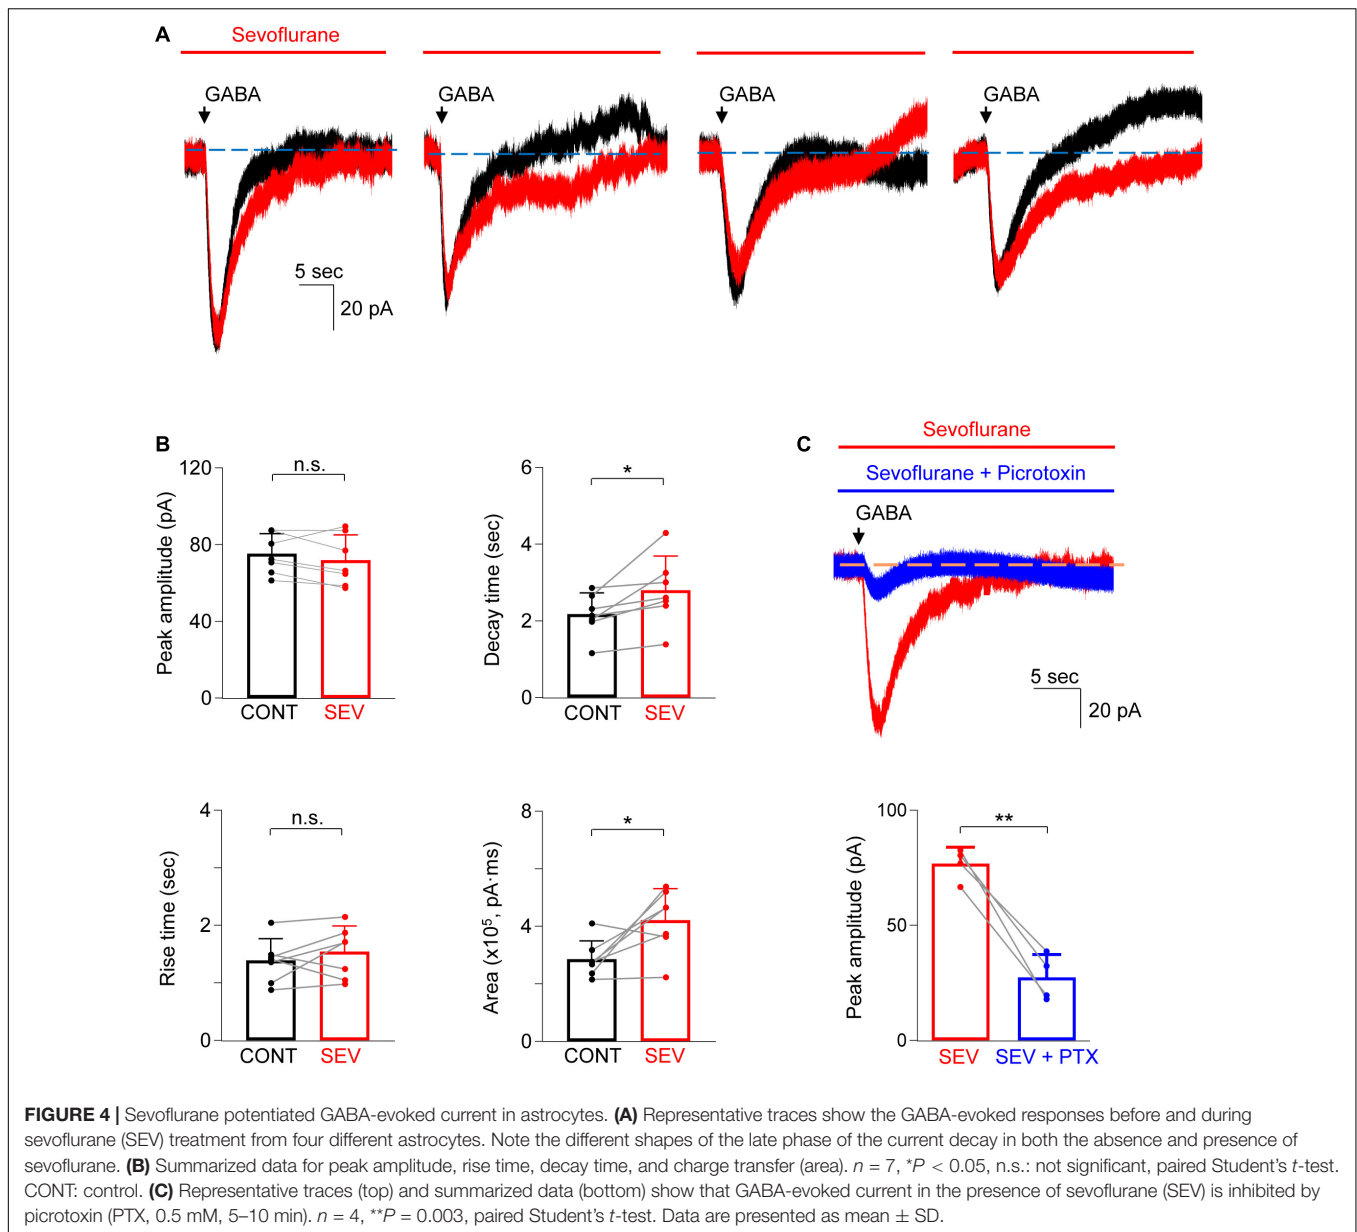 A
Sevoflurane
GABA
GABA
GABA
GABA
5 sec
20 pA
B
n.s.
Peak amplitude (pA)
120
80
40
0
CONT
SEV
*
Decay time (sec)
6
4
2
0
CONT
SEV
C
Sevoflurane
Sevoflurane + Picrotoxin
GABA
5 sec
20 pA
n.s.
Rise time (sec)
4
2
0
CONT
SEV
*
Area (x10⁵, pA·ms)
8
4
0
CONT
SEV
**
Peak amplitude (pA)
100
50
0
SEV
SEV + PTX
FIGURE 4 | Sevoflurane potentiated GABA-evoked current in astrocytes. (A) Representative traces show the GABA-evoked responses before and during
sevoflurane (SEV) treatment from four different astrocytes. Note the different shapes of the late phase of the current decay in both the absence and presence of
sevoflurane. (B) Summarized data for peak amplitude, rise time, decay time, and charge transfer (area). n = 7, *P < 0.05, n.s.: not significant, paired Student's t-test.
CONT: control. (C) Representative traces (top) and summarized data (bottom) show that GABA-evoked current in the presence of sevoflurane (SEV) is inhibited by
picrotoxin (PTX, 0.5 mM, 5–10 min). n = 4, **P = 0.003, paired Student's t-test. Data are presented as mean ± SD.